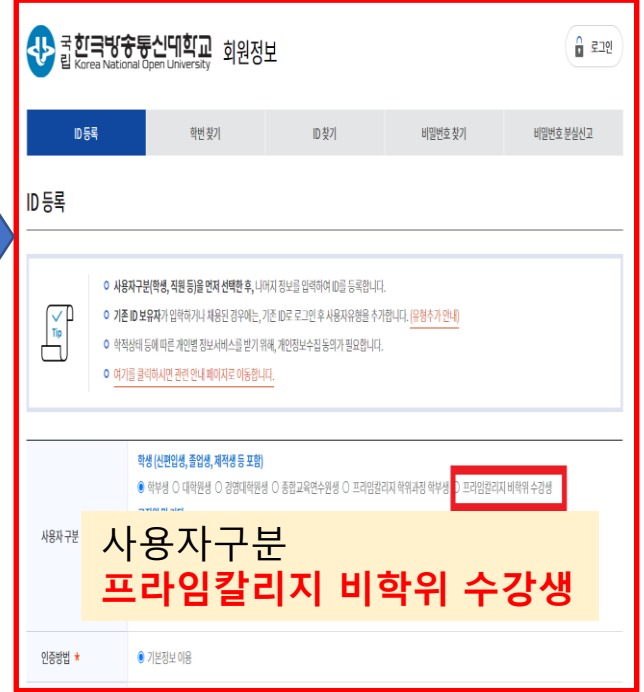 국립 한국방송통신대학교 회원정보
Korea National Open University
로그인
ID 등록 학번 찾기 ID 찾기 비밀번호 찾기 비밀번호 분실신고
ID 등록
Tip
사용자구분(학생, 직원 등)을 먼저 선택한 후, 나머지 정보를 입력하여 ID를 등록합니다.
기존 ID 보유자가 입학하거나 채용된 경우에는, 기존 ID로 로그인 후 사용자유형을 추가합니다. (유형추가 안내)
학적상태 등에 따른 개인별 정보서비스를 받기 위해, 개인정보수집 동의가 필요합니다.
여기를 클릭하시면 관련 안내 페이지로 이동합니다.
학생 (신편입생, 졸업생, 제적생 등 포함)
학부생 대학원생 경영대학원생 종합교육연수원생 프라임칼리지 학위과정 학부생 프라임칼리지 비학위 수강생
사용자 구분
사용자구분
프라임칼리지 비학위 수강생
인증방법 * 기본정보 이용